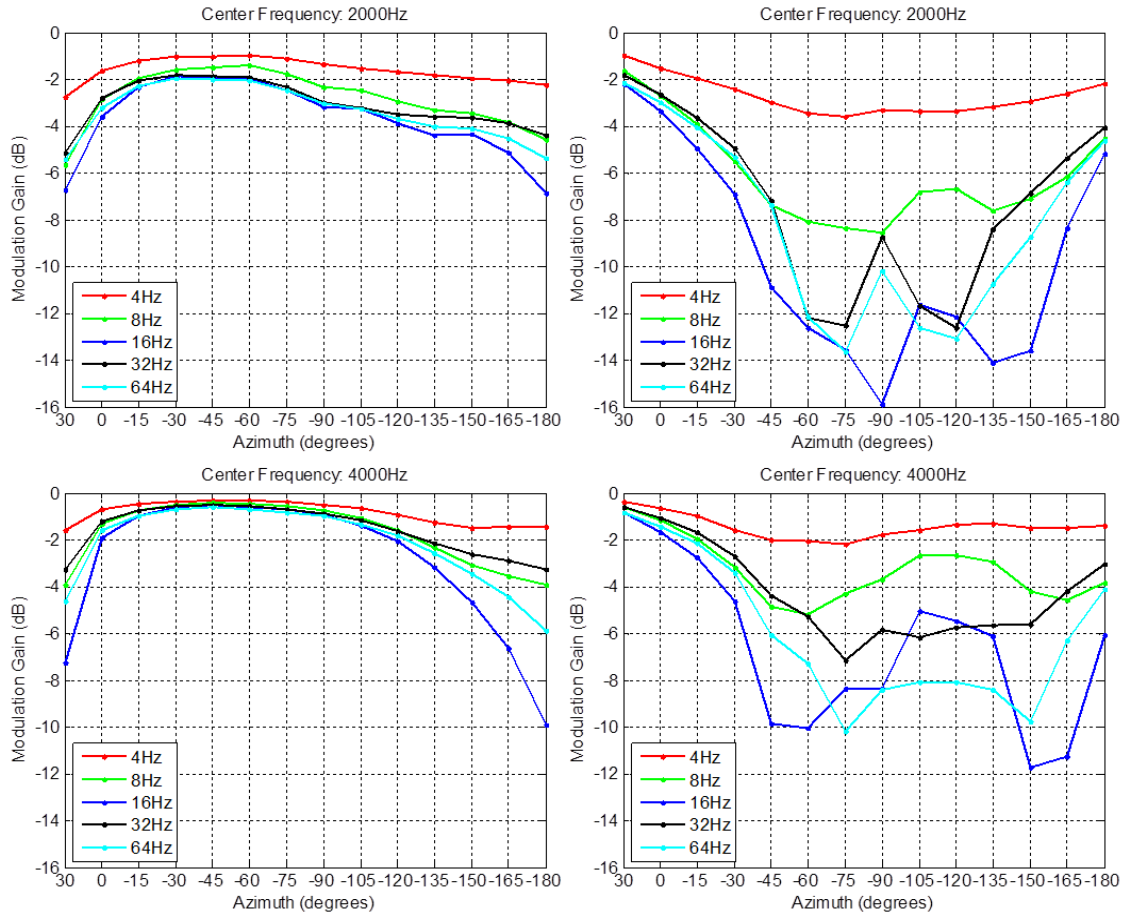 Center Frequency: 2000Hz
0
-2
-4
-6
-8
-10
-12
-14
-16
Modulation Gain (dB)
4Hz
8Hz
16Hz
32Hz
64Hz
30 0 -15 -30 -45 -60 -75 -90 -105 -120 -135 -150 -165 -180
Azimuth (degrees)
Center Frequency: 2000Hz
0
-2
-4
-6
-8
-10
-12
-14
-16
Modulation Gain (dB)
4Hz
8Hz
16Hz
32Hz
64Hz
30 0 -15 -30 -45 -60 -75 -90 -105 -120 -135 -150 -165 -180
Azimuth (degrees)
Center Frequency: 4000Hz
0
-2
-4
-6
-8
-10
-12
-14
-16
Modulation Gain (dB)
4Hz
8Hz
16Hz
32Hz
64Hz
30 0 -15 -30 -45 -60 -75 -90 -105 -120 -135 -150 -165 -180
Azimuth (degrees)
Center Frequency: 4000Hz
0
-2
-4
-6
-8
-10
-12
-14
-16
Modulation Gain (dB)
4Hz
8Hz
16Hz
32Hz
64Hz
30 0 -15 -30 -45 -60 -75 -90 -105 -120 -135 -150 -165 -180
Azimuth (degrees)